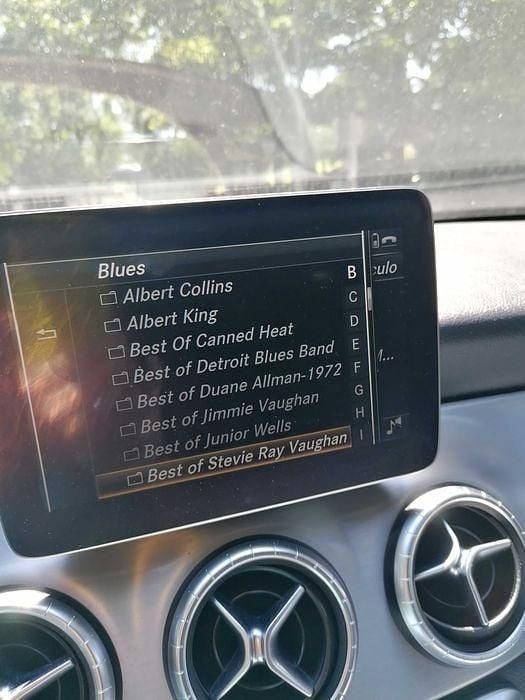 Blues
Albert Collins
Albert King
Best Of Canned Heat
Best of Detroit Blues Band
Best of Duane Allman-1972
Best of Jimmie Vaughan
Best of Junior Wells
Best of Stevie Ray Vaughan
B
C
D
E
F
G
H
I
culo